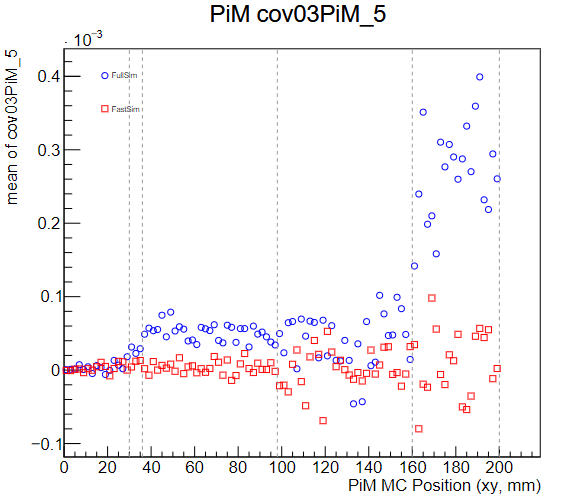 PiM cov03PiM_5
· 10⁻³
mean of cov03PiM_5
FullSim
FastSim
0.4
0.3
0.2
0.1
0
−0.1
0 20 40 60 80 100 120 140 160 180 200
PiM MC Position (xy, mm)